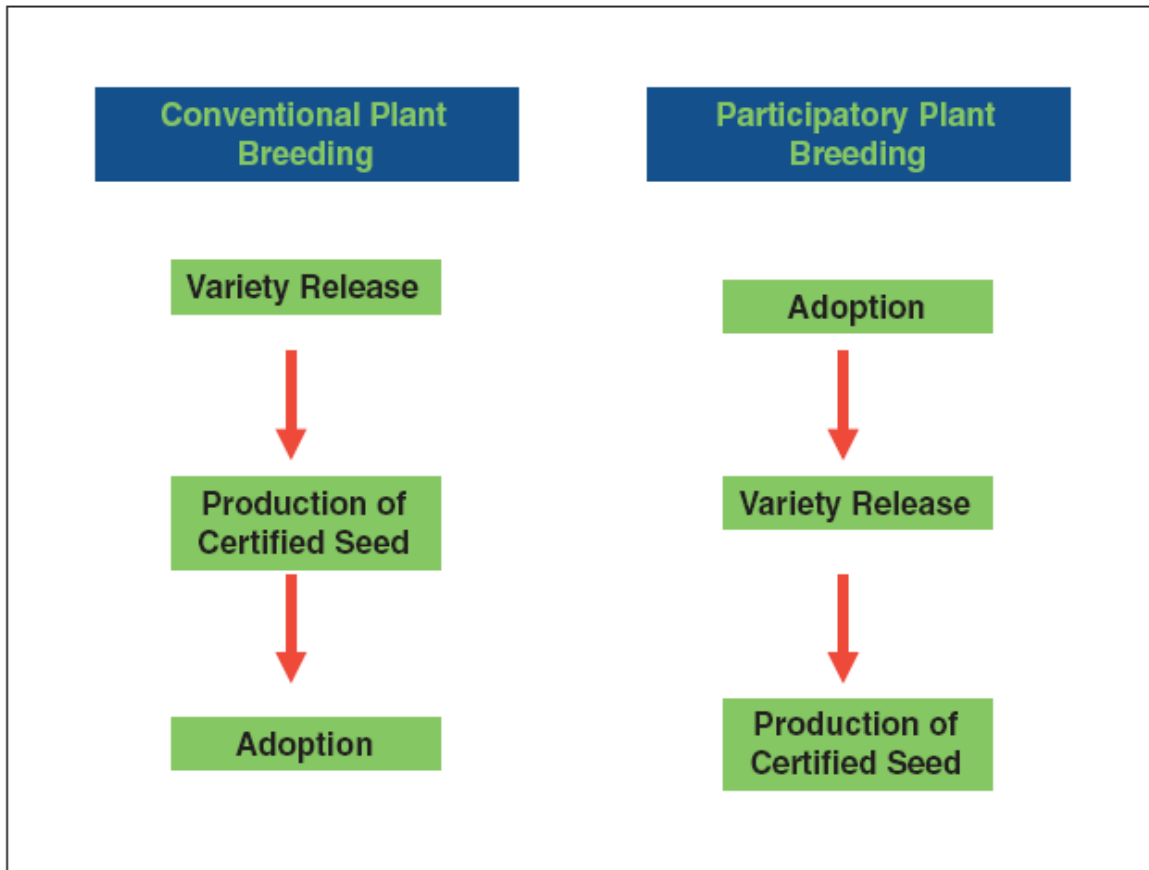 Conventional Plant
Breeding
Variety Release
Production of
Certified Seed
Adoption
Participatory Plant
Breeding
Adoption
Variety Release
Production of
Certified Seed